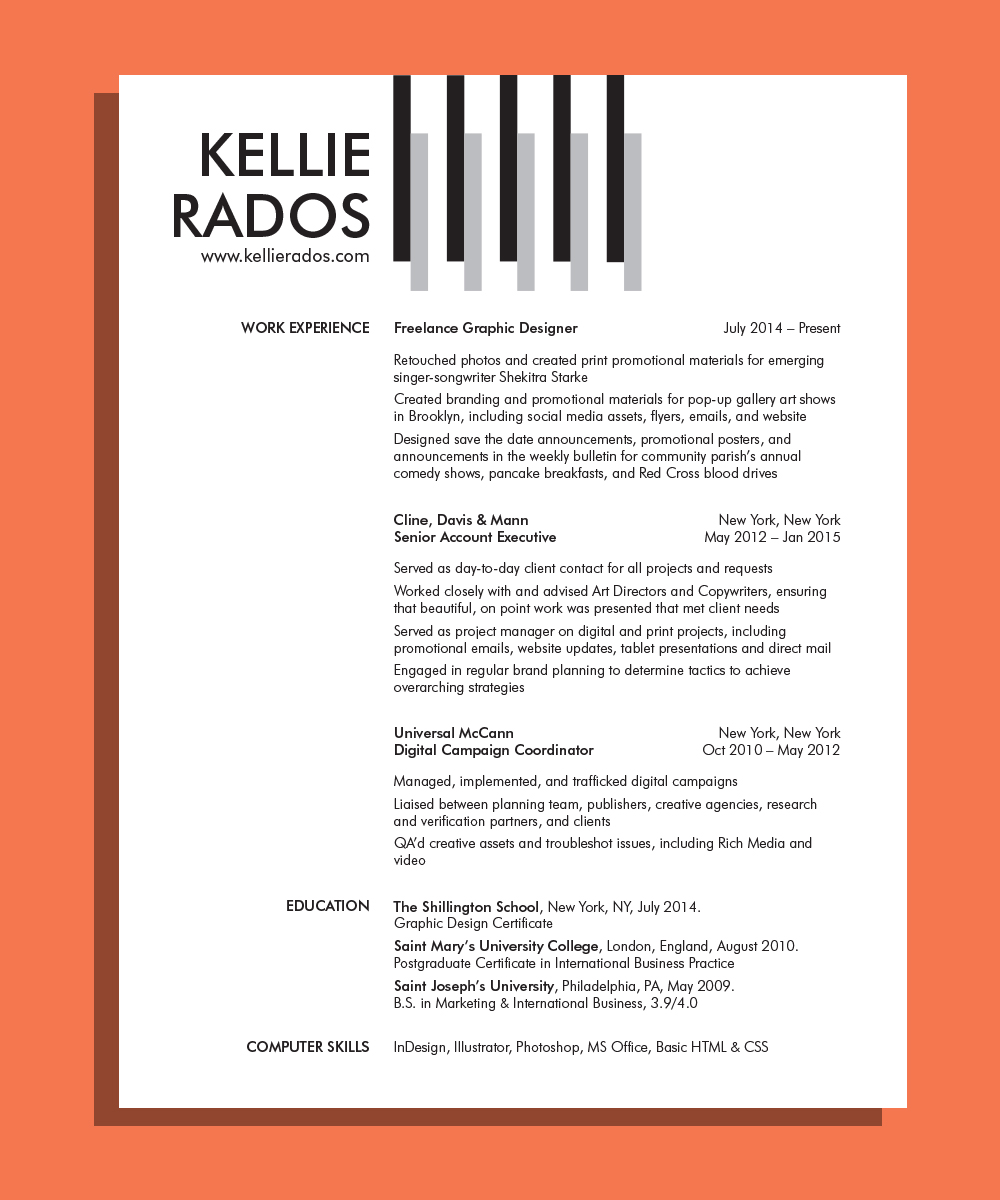 KELLIE
RADOS
www.kellierados.com
WORK EXPERIENCE
Freelance Graphic Designer
July 2014 – Present
Retouched photos and created print promotional materials for emerging
singer-songwriter Shekitra Starke
Created branding and promotional materials for pop-up gallery art shows
in Brooklyn, including social media assets, flyers, emails, and website
Designed save the date announcements, promotional posters, and
announcements in the weekly bulletin for community parish’s annual
comedy shows, pancake breakfasts, and Red Cross blood drives
Cline, Davis & Mann
New York, New York
Senior Account Executive
May 2012 – Jan 2015
Served as day-to-day client contact for all projects and requests
Worked closely with and advised Art Directors and Copywriters, ensuring
that beautiful, on point work was presented that met client needs
Served as project manager on digital and print projects, including
promotional emails, website updates, tablet presentations and direct mail
Engaged in regular brand planning to determine tactics to achieve
overarching strategies
Universal McCann
New York, New York
Digital Campaign Coordinator
Oct 2010 – May 2012
Managed, implemented, and trafficked digital campaigns
Liaised between planning team, publishers, creative agencies, research
and verification partners, and clients
QA’d creative assets and troubleshot issues, including Rich Media and
video
EDUCATION
The Shillington School, New York, NY, July 2014.
Graphic Design Certificate
Saint Mary’s University College, London, England, August 2010.
Postgraduate Certificate in International Business Practice
Saint Joseph’s University, Philadelphia, PA, May 2009.
B.S. in Marketing & International Business, 3.9/4.0
COMPUTER SKILLS
InDesign, Illustrator, Photoshop, MS Office, Basic HTML & CSS